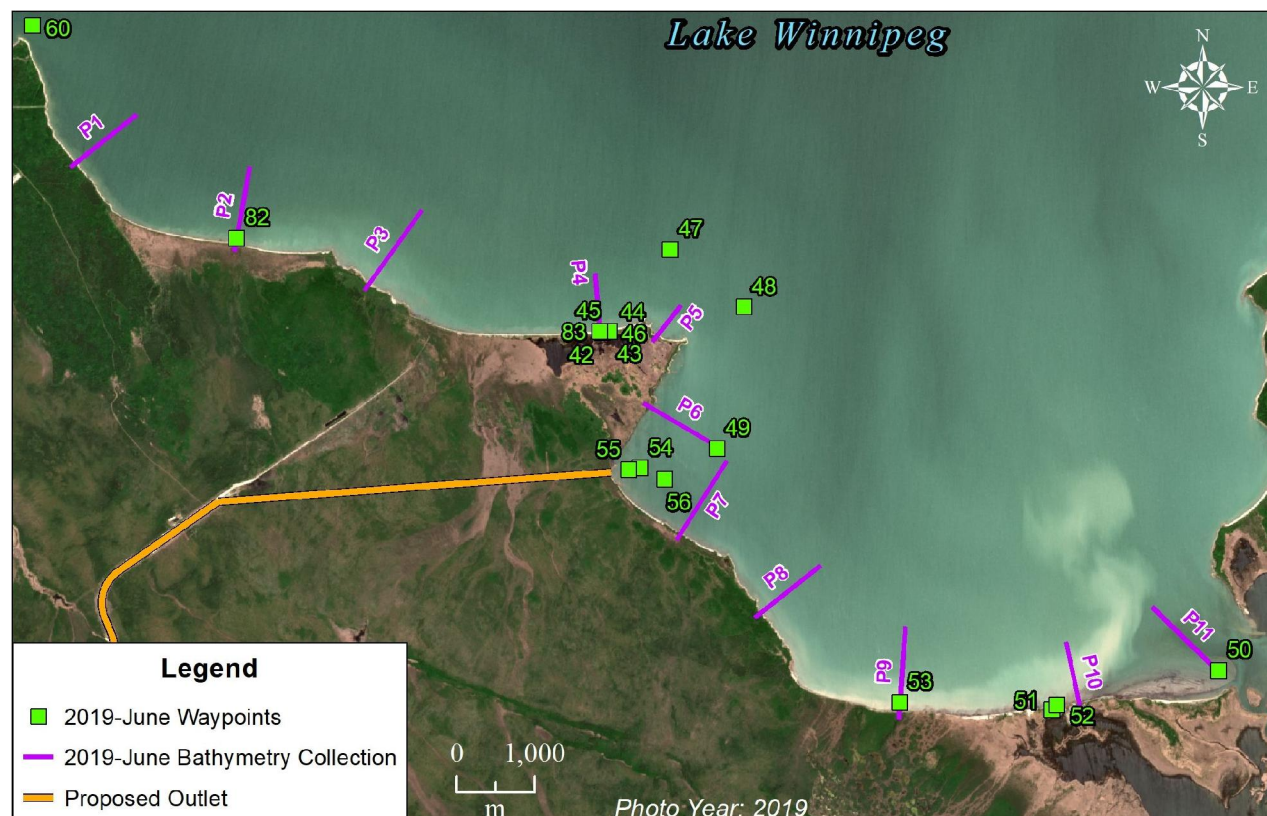 60
Lake Winnipeg
N
W E
S
P1
P2
82
P3
47
P4
48
45 44
P5
83 46
42 43
P6
49
55 54
56
P7
P8
P11
50
P9
53
P10
51
52
Legend
2019-June Waypoints
2019-June Bathymetry Collection
Proposed Outlet
0 1,000
m
Photo Year: 2019